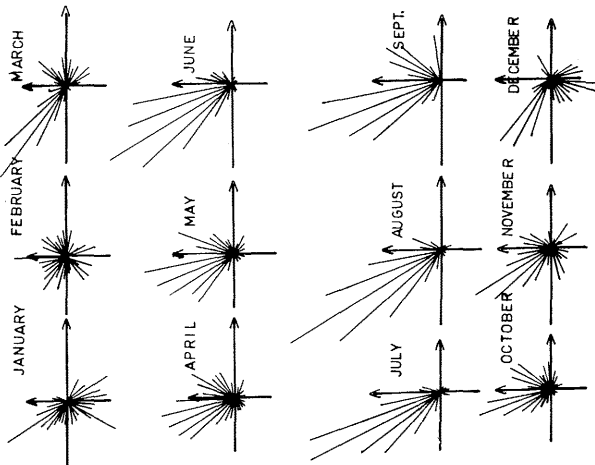 JANUARY
FEBRUARY
MARCH
APRIL
MAY
JUNE
JULY
AUGUST
SEPT.
OCTOBER
NOVEMBER
DECEMBER